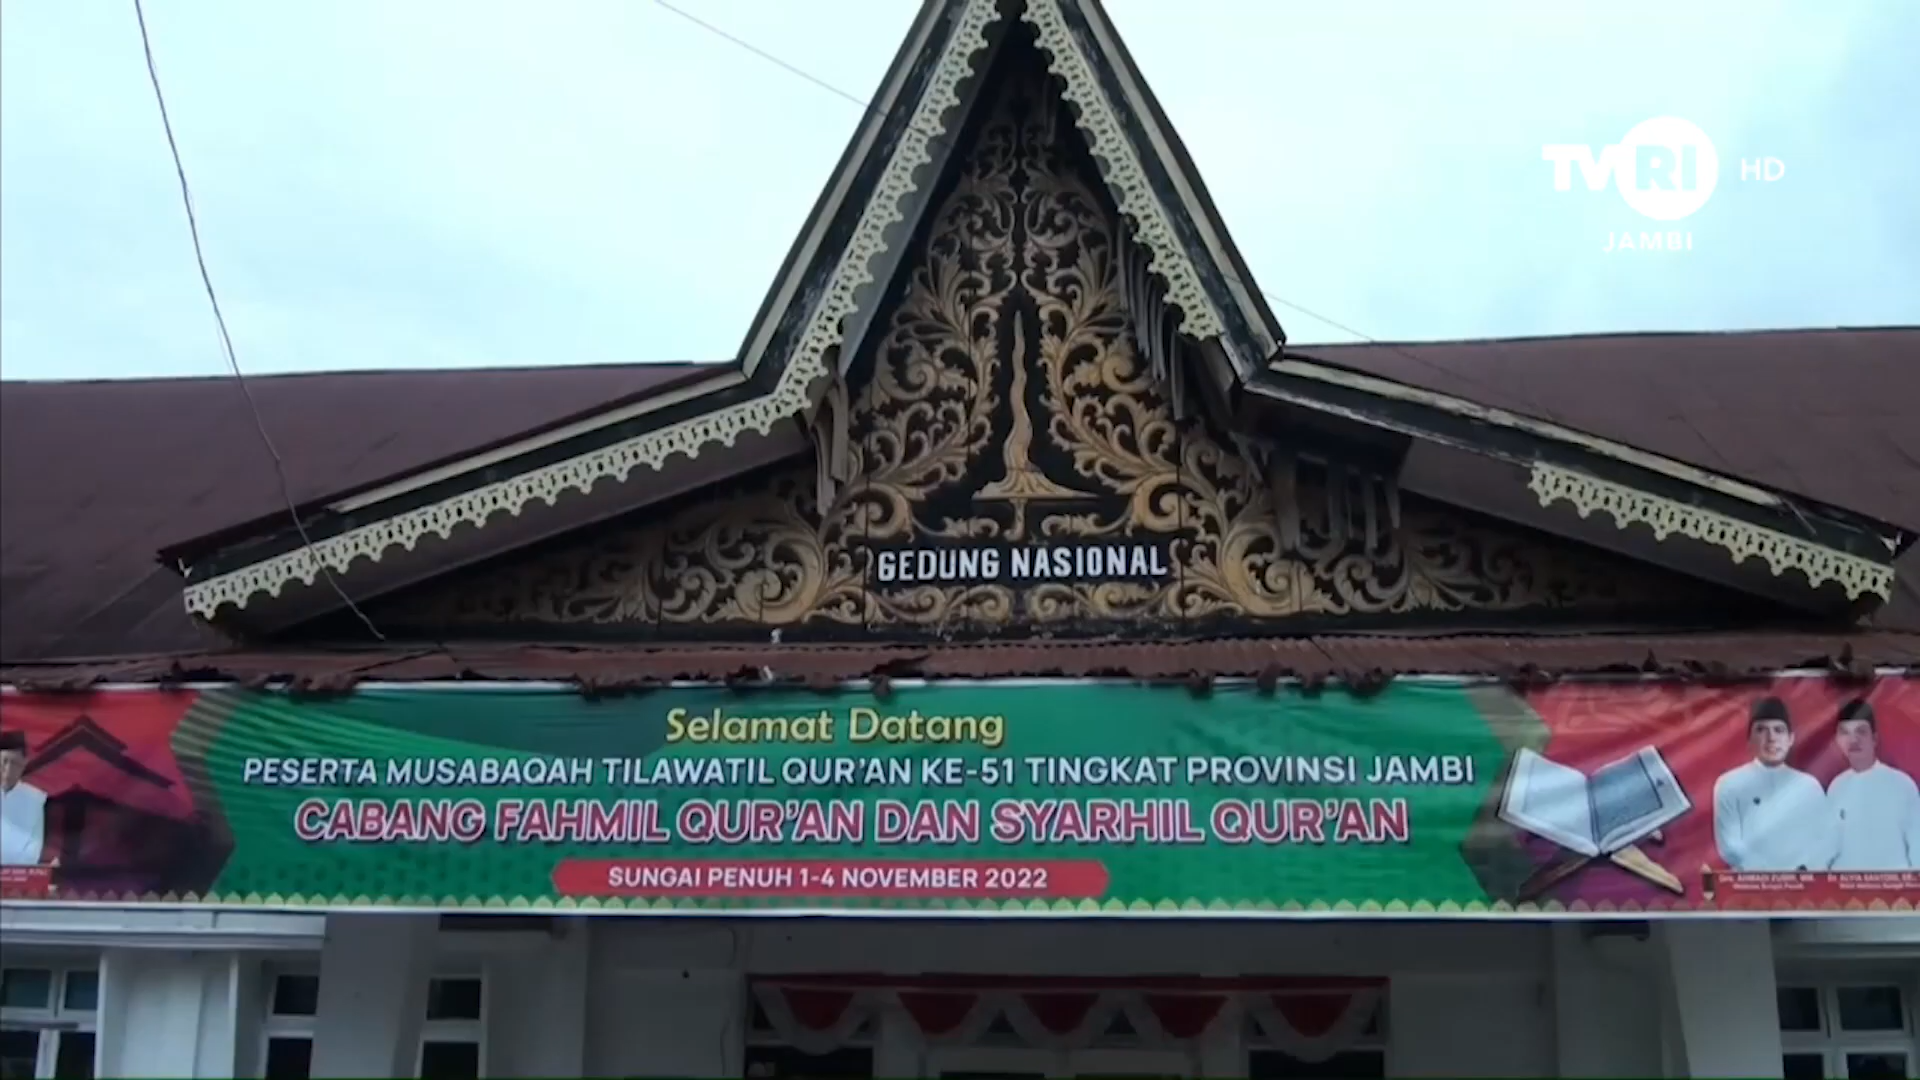 TVRI HD
JAMBI
GEDUNG NASIONAL
Selamat Datang
PESERTA MUSABAQAH TILAWATIL QUR'AN KE-51 TINGKAT PROVINSI JAMBI
CABANG FAHMIL QUR'AN DAN SYARHIL QUR'AN
SUNGAI PENUH 1-4 NOVEMBER 2022